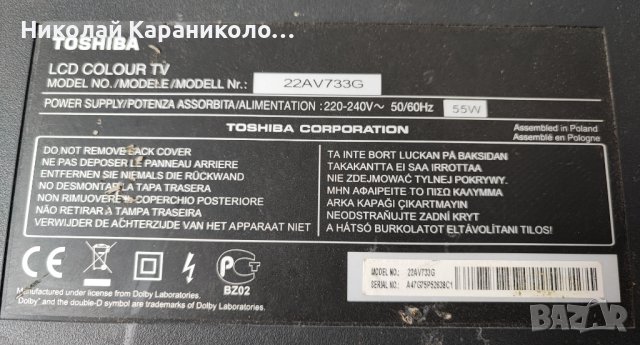 Николай Караниколов
TOSHIBA
LCD COLOUR TV
MODEL NO./MODELE/MODELL Nr.: 22AV733G
POWER SUPPLY/POTENZA ASSORBITA/ALIMENTATION :220-240V~ 50/60Hz 55W
TOSHIBA CORPORATION
Assembled in Poland
Assemblé en Pologne
DO NOT REMOVE BACK COVER
NE PAS DEPOSER LE PANNEAU ARRIERE
ENTFERNEN SIE NIEMALS DIE RÜCKWAND
NO DESMONTAR LA TAPA TRASERA
NON RIMUOVERE IL COPERCHIO POSTERIORE
NÃO RETIRAR A TAMPA TRASEIRA
VERWIJDER DE ACHTERZIJDE VAN HET APPARAAT NIET
TA INTE BORT LUCKAN PÅ BAKSIDAN
TAKAKANTTA EI SAA IRROTTAA
NIE ZDEJMOWAĆ TYLNEJ POKRYWY.
ΜΗΝ ΑΦΑΙΡΕΙΤΕ ΤΟ ΠΙΣΩ ΚΑΛΥΜΜΑ
ARKA KAPAĞI ÇIKARTMAYIN
NEODSTRAŇUJTE ZADNÍ KRYT
A HÁTSÓ BURKOLATOT ELTÁVOLÍTANI TILOS!
CE
BZ02
Manufactured under license from Dolby Laboratories.
"Dolby" and the double-D symbol are trademarks of Dolby Laboratories.
MODEL NO.: 22AV733G
SERIAL NO.: A47G75P52638C1
BAZAR